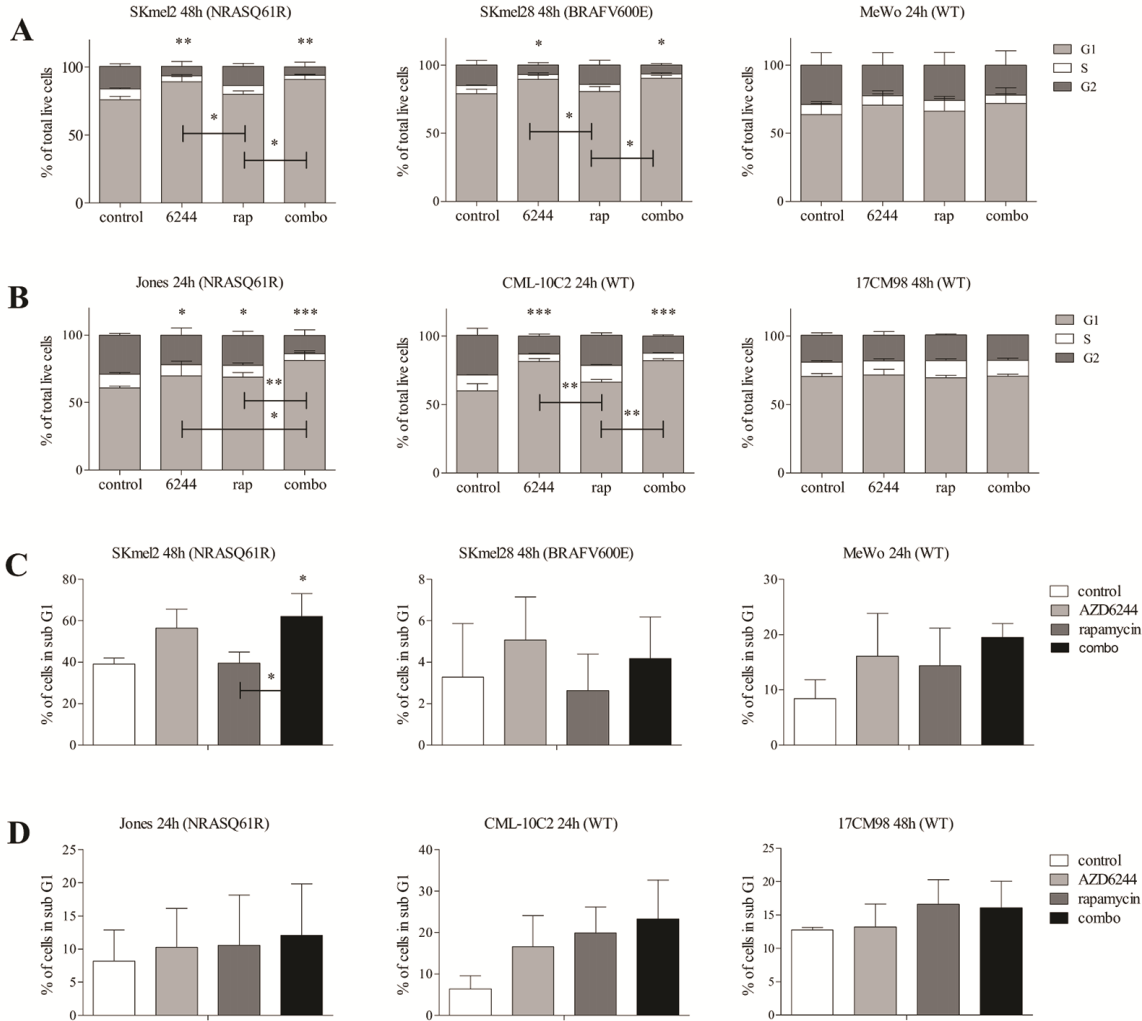 A
SKmel2 48h (NRASQ61R)
% of total live cells
100
50
0
**
**
*
*
control 6244 rap combo
SKmel28 48h (BRAFV600E)
% of total live cells
100
50
0
*
*
*
*
control 6244 rap combo
MeWo 24h (WT)
% of total live cells
100
50
0
control 6244 rap combo
G1
S
G2
B
Jones 24h (NRASQ61R)
% of total live cells
100
50
0
*
*
***
**
*
control 6244 rap combo
CML-10C2 24h (WT)
% of total live cells
100
50
0
***
***
**
**
control 6244 rap combo
17CM98 48h (WT)
% of total live cells
100
50
0
control 6244 rap combo
G1
S
G2
C
SKmel2 48h (NRASQ61R)
% of cells in sub G1
80
60
40
20
0
*
*
SKmel28 48h (BRAFV600E)
% of cells in sub G1
8
6
4
2
0
MeWo 24h (WT)
% of cells in sub G1
30
20
10
0
control
AZD6244
rapamycin
combo
D
Jones 24h (NRASQ61R)
% of cells in sub G1
25
20
15
10
5
0
CML-10C2 24h (WT)
% of cells in sub G1
40
30
20
10
0
17CM98 48h (WT)
% of cells in sub G1
25
20
15
10
5
0
control
AZD6244
rapamycin
combo